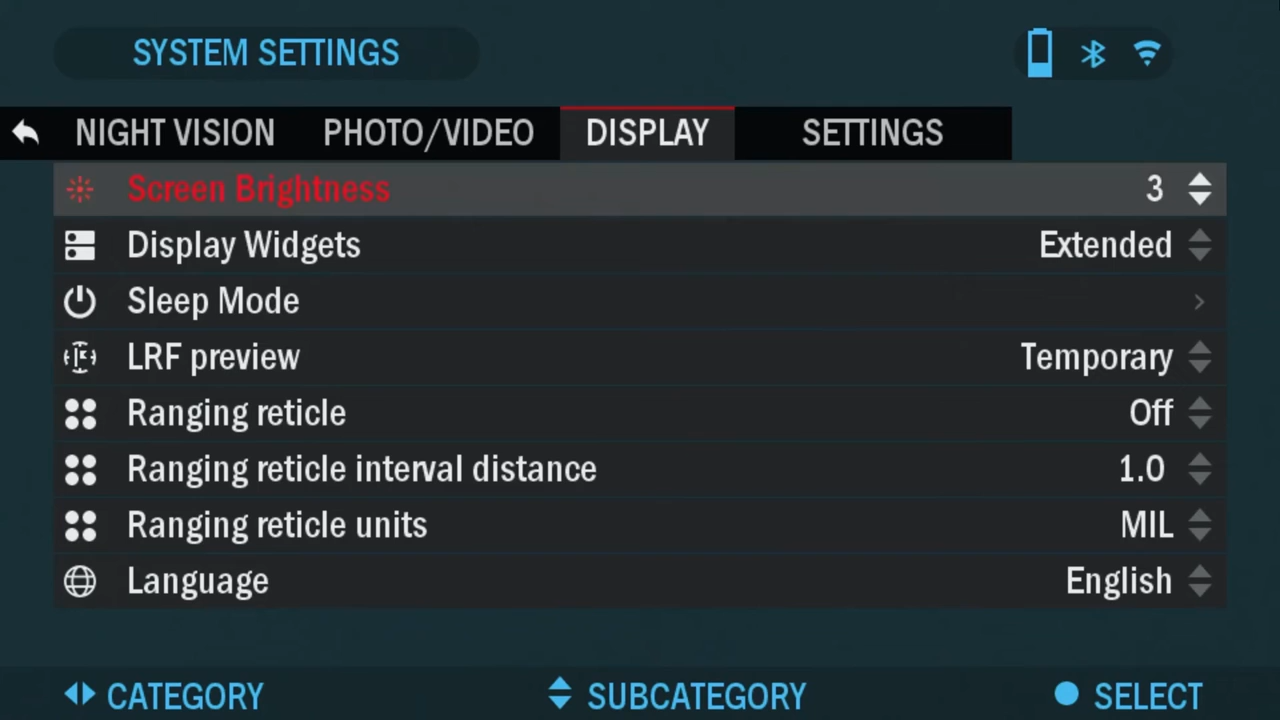 SYSTEM SETTINGS
NIGHT VISION PHOTO/VIDEO DISPLAY SETTINGS
Screen Brightness 3
Display Widgets Extended
Sleep Mode
LRF preview Temporary
Ranging reticle Off
Ranging reticle interval distance 1.0
Ranging reticle units MIL
Language English
CATEGORY SUBCATEGORY SELECT